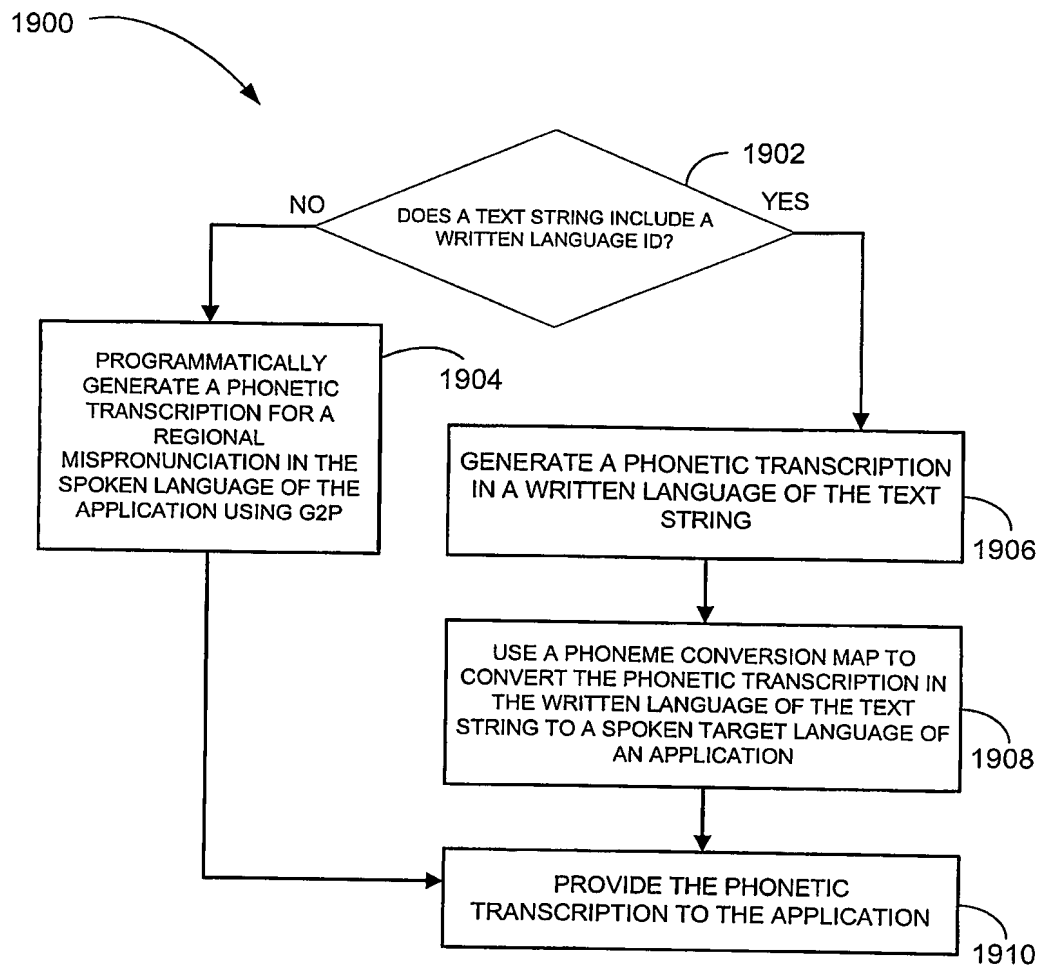 1900
1902
NO
YES
DOES A TEXT STRING INCLUDE A
WRITTEN LANGUAGE ID?
PROGRAMMATICALLY
GENERATE A PHONETIC
TRANSCRIPTION FOR A
REGIONAL
MISPRONUNCIATION IN THE
SPOKEN LANGUAGE OF THE
APPLICATION USING G2P
1904
GENERATE A PHONETIC TRANSCRIPTION
IN A WRITTEN LANGUAGE OF THE TEXT
STRING
1906
USE A PHONEME CONVERSION MAP TO
CONVERT THE PHONETIC TRANSCRIPTION IN
THE WRITTEN LANGUAGE OF THE TEXT
STRING TO A SPOKEN TARGET LANGUAGE OF
AN APPLICATION
1908
PROVIDE THE PHONETIC
TRANSCRIPTION TO THE APPLICATION
1910